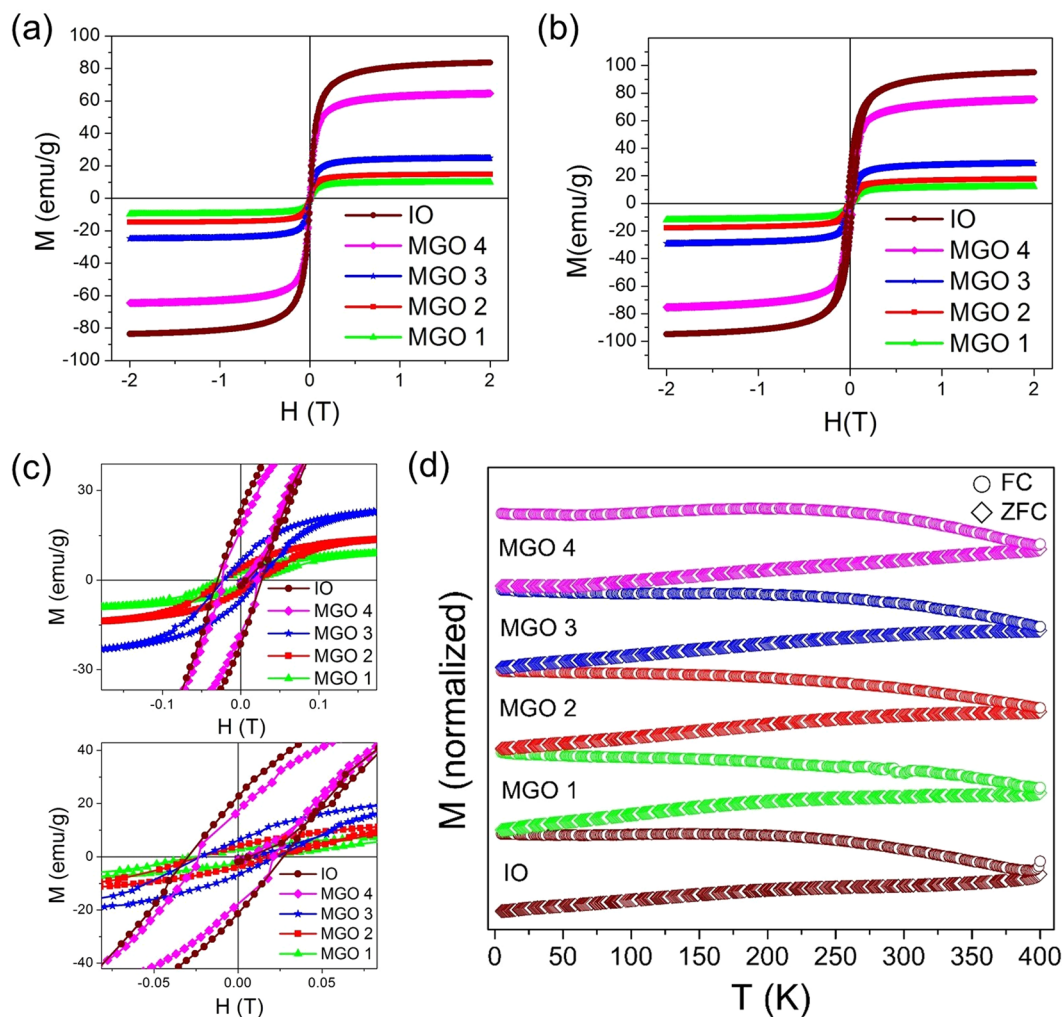 (a)
100
80
60
40
20
0
-20
-40
-60
-80
-100
M (emu/g)
-2
-1
0
1
2
H (T)
IO
MGO 4
MGO 3
MGO 2
MGO 1
(b)
100
80
60
40
20
0
-20
-40
-60
-80
-100
M(emu/g)
-2
-1
0
1
2
H(T)
IO
MGO 4
MGO 3
MGO 2
MGO 1
(c)
30
0
-30
M (emu/g)
-0.1
0.0
0.1
H (T)
IO
MGO 4
MGO 3
MGO 2
MGO 1
40
20
0
-20
-40
M (emu/g)
-0.05
0.00
0.05
H (T)
IO
MGO 4
MGO 3
MGO 2
MGO 1
(d)
FC
ZFC
MGO 4
MGO 3
MGO 2
MGO 1
IO
M (normalized)
0 50 100 150 200 250 300 350 400
T (K)